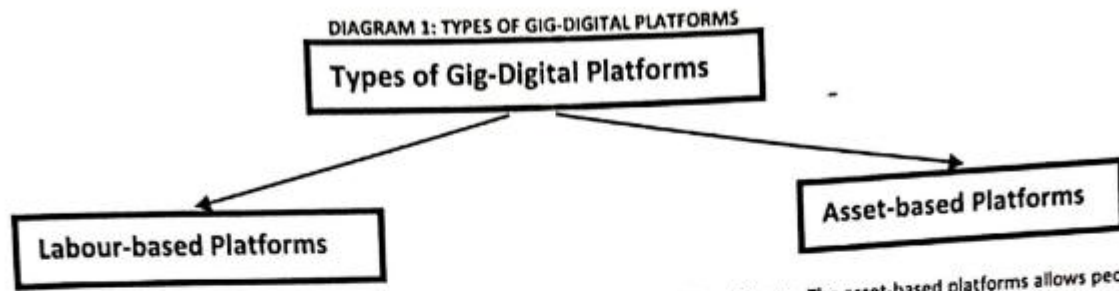 DIAGRAM 1: TYPES OF GIG-DIGITAL PLATFORMS
Types of Gig-Digital Platforms
Labour-based Platforms
Asset-based Platforms
The asset-based platforms allows